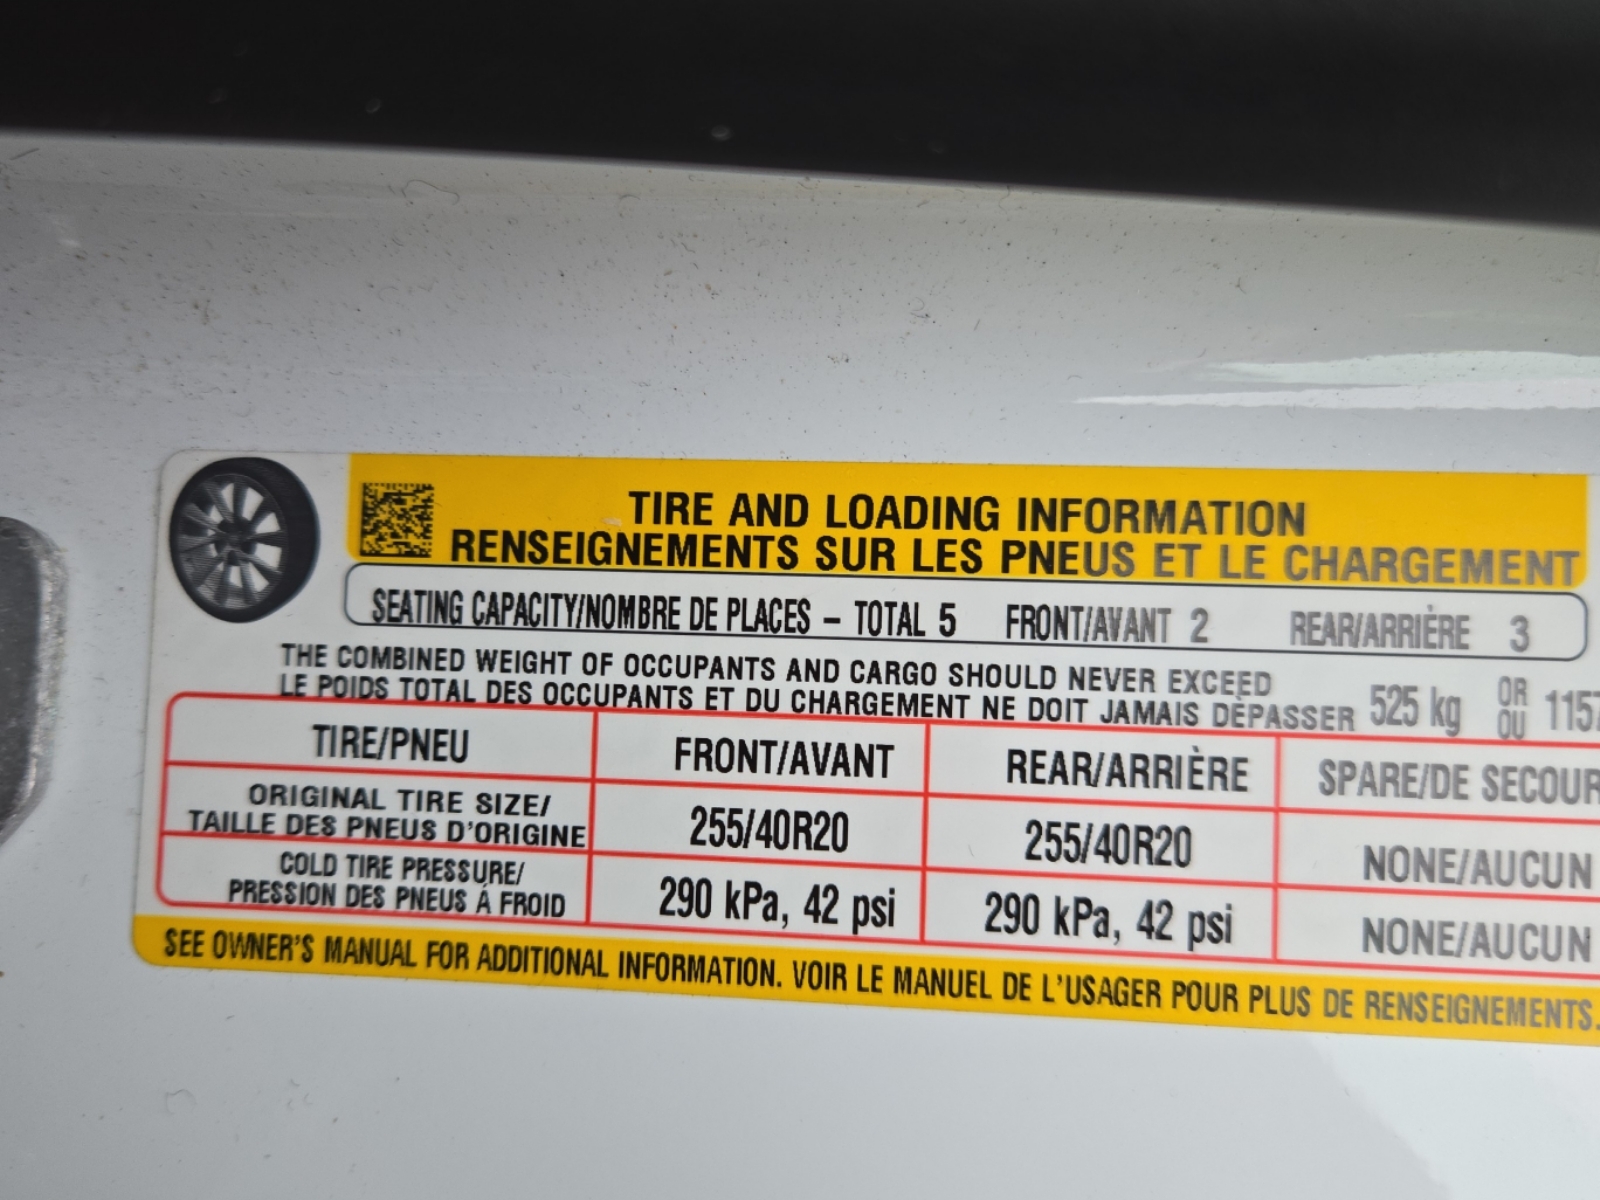 TIRE AND LOADING INFORMATION
RENSEIGNEMENTS SUR LES PNEUS ET LE CHARGEMENT
SEATING CAPACITY/NOMBRE DE PLACES – TOTAL 5 FRONT/AVANT 2 REAR/ARRIÈRE 3
THE COMBINED WEIGHT OF OCCUPANTS AND CARGO SHOULD NEVER EXCEED
LE POIDS TOTAL DES OCCUPANTS ET DU CHARGEMENT NE DOIT JAMAIS DÉPASSER 525 kg OR OU 1157
TIRE/PNEU FRONT/AVANT REAR/ARRIÈRE SPARE/DE SECOUR
ORIGINAL TIRE SIZE/
TAILLE DES PNEUS D'ORIGINE 255/40R20 255/40R20 NONE/AUCUN
COLD TIRE PRESSURE/
PRESSION DES PNEUS À FROID 290 kPa, 42 psi 290 kPa, 42 psi NONE/AUCUN
SEE OWNER'S MANUAL FOR ADDITIONAL INFORMATION. VOIR LE MANUEL DE L'USAGER POUR PLUS DE RENSEIGNEMENTS.